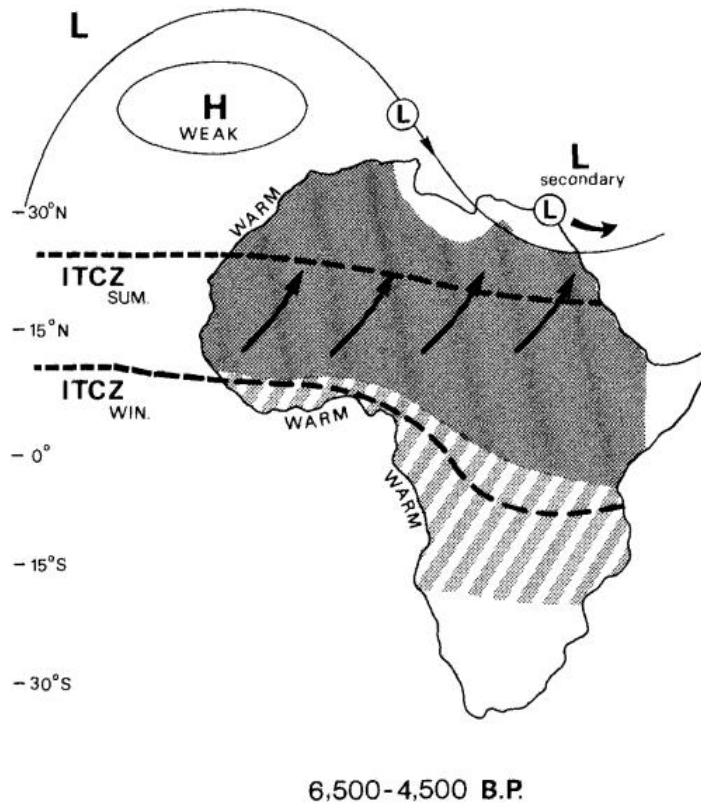 L
H
WEAK
L
L
secondary
L
WARM
–30°N
ITCZ
SUM.
–15°N
ITCZ
WIN.
WARM
–0°
WARM
–15°S
–30°S
6,500-4,500 B.P.